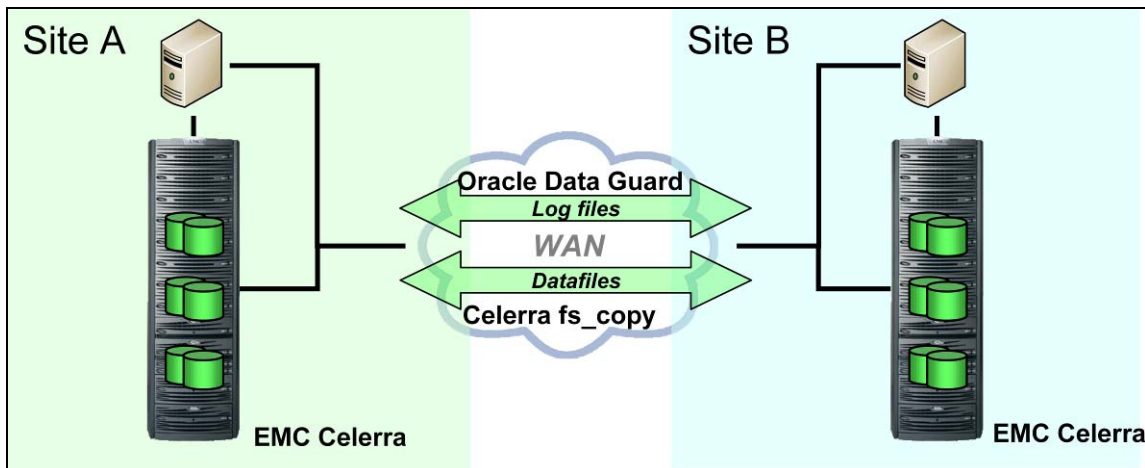 Site A
Site B
Oracle Data Guard
Log files
WAN
Datafiles
Celerra fs_copy
EMC Celerra
EMC Celerra